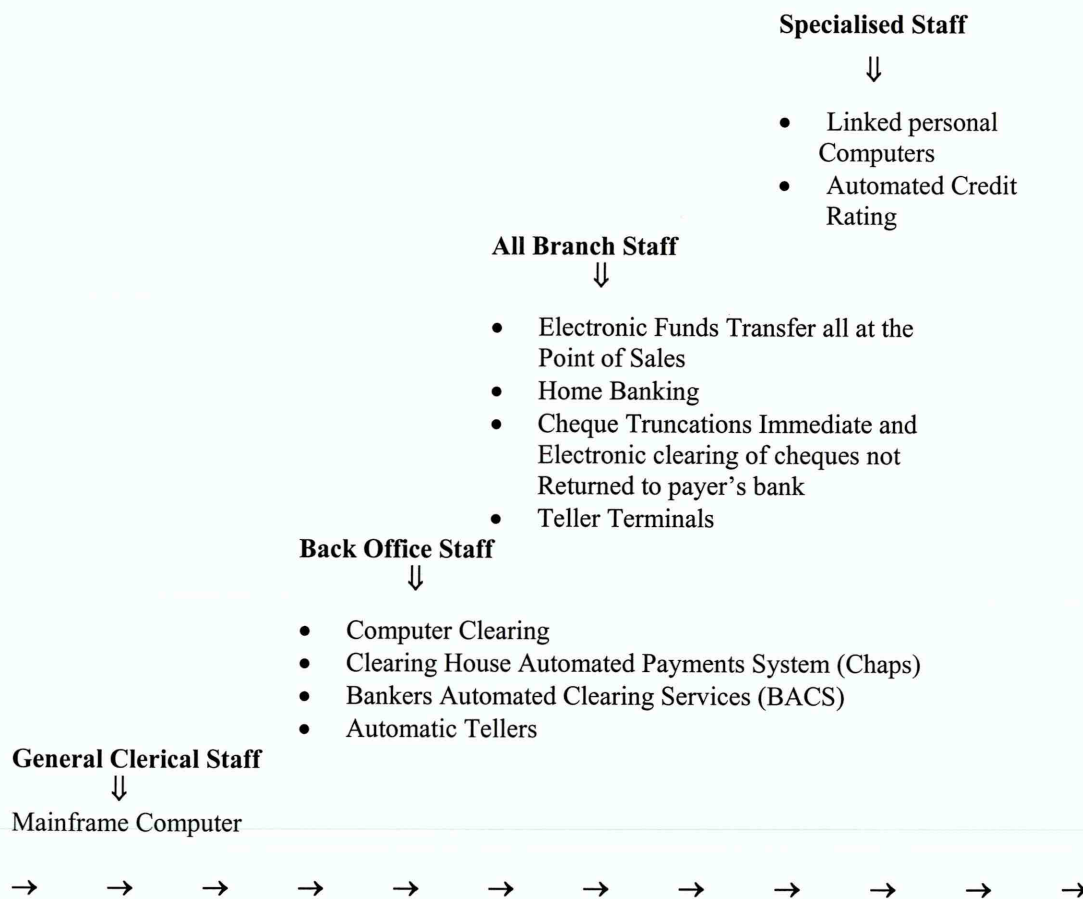 Specialised Staff
⇓
• Linked personal
Computers
• Automated Credit
Rating
All Branch Staff
⇓
• Electronic Funds Transfer all at the
Point of Sales
• Home Banking
• Cheque Truncations Immediate and
Electronic clearing of cheques not
Returned to payer’s bank
• Teller Terminals
Back Office Staff
⇓
• Computer Clearing
• Clearing House Automated Payments System (Chaps)
• Bankers Automated Clearing Services (BACS)
• Automatic Tellers
General Clerical Staff
⇓
Mainframe Computer
→ → → → → → → → → → → →